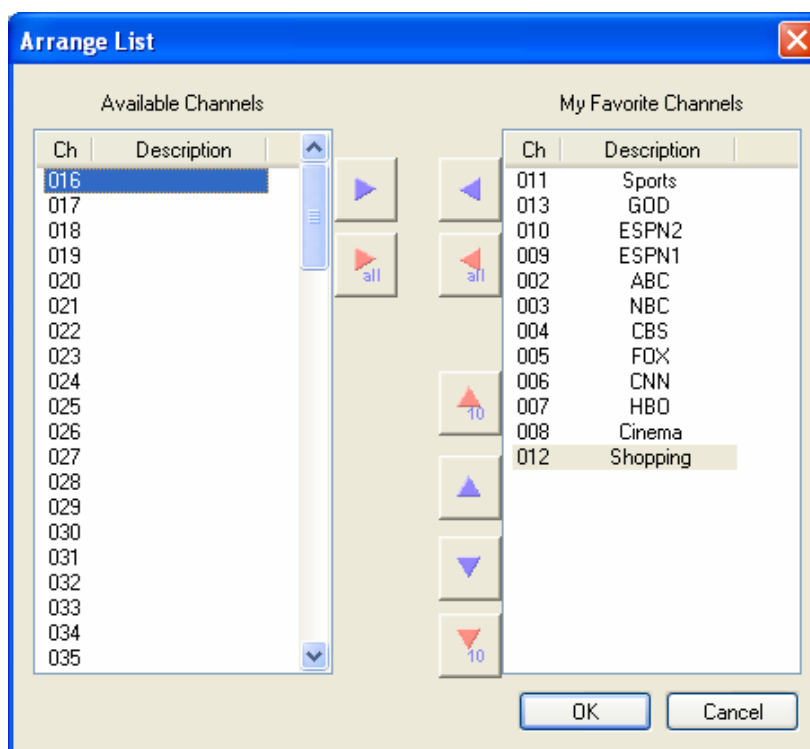 Arrange List
Available Channels
Ch Description
016
017
018
019
020
021
022
023
024
025
026
027
028
029
030
031
032
033
034
035
all
all
10
10
My Favorite Channels
Ch Description
011 Sports
013 GOD
010 ESPN2
009 ESPN1
002 ABC
003 NBC
004 CBS
005 FOX
006 CNN
007 HBO
008 Cinema
012 Shopping
OK Cancel